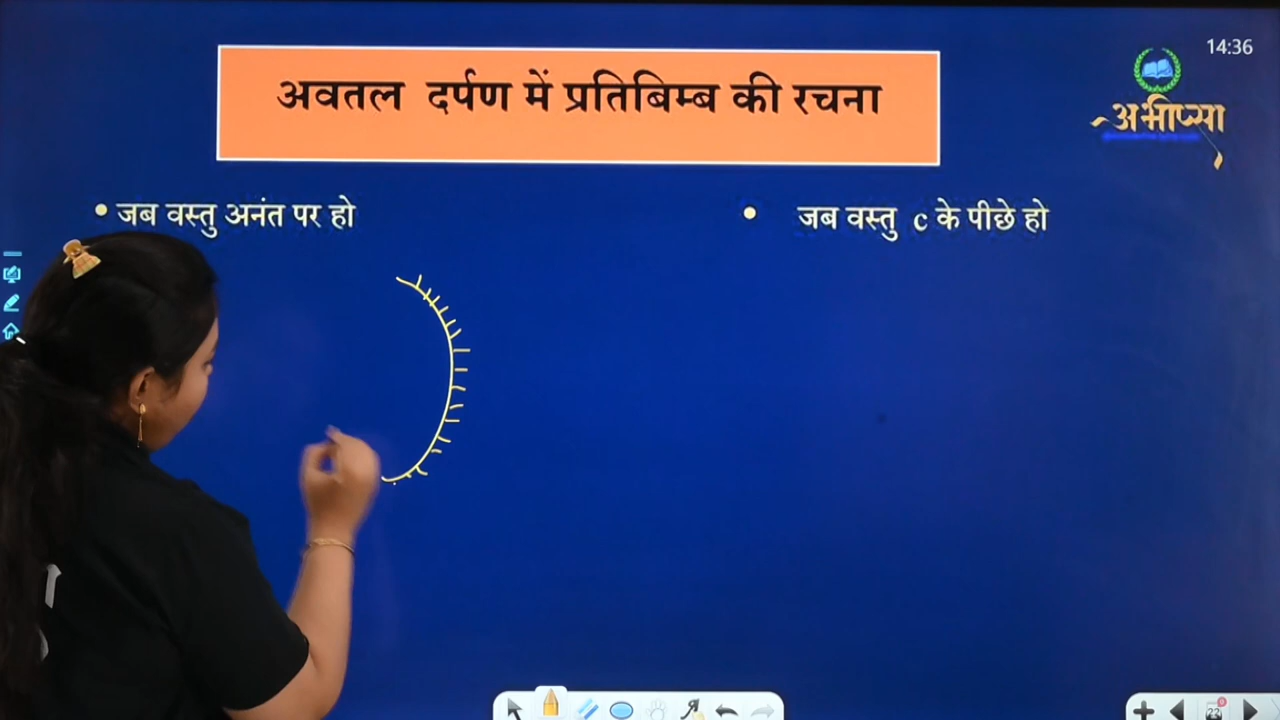 14:36
अवतल दर्पण में प्रतिबिम्ब की रचना
अभीप्सा
• जब वस्तु अनंत पर हो
• जब वस्तु c के पीछे हो